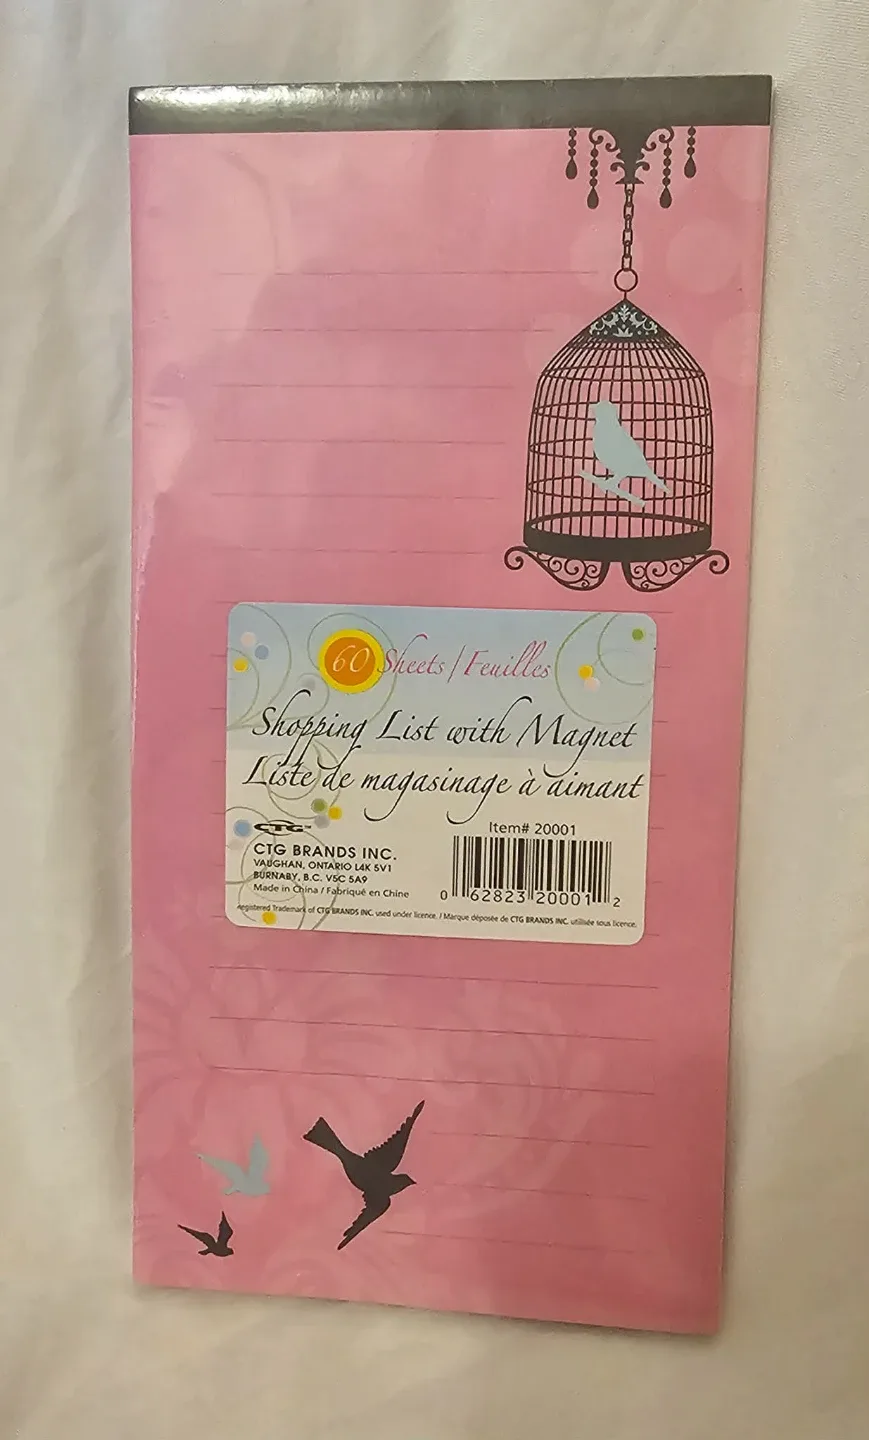 60 Sheets / Feuilles
Shopping List with Magnet
Liste de magasinage à aimant
CTG™
CTG BRANDS INC.
VAUGHAN, ONTARIO L4K 5V1
BURNABY, B.C. V5C 5A9
Made in China / Fabriqué en Chine
Item# 20001
0 62823 20001 2
egistered Trademark of CTG BRANDS INC. used under licence. / Marque déposée de CTG BRANDS INC. utilisée sous licence.